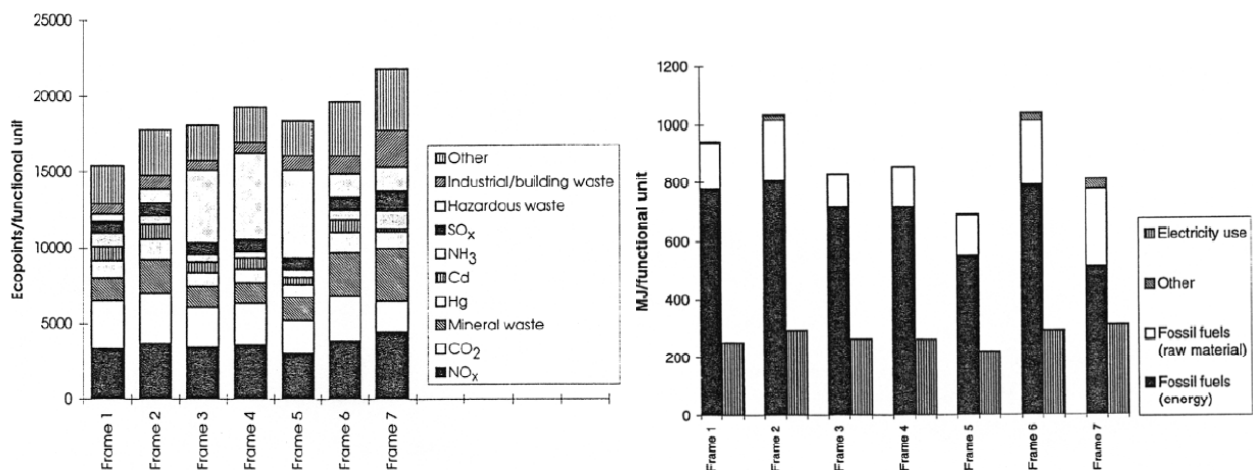 25000
20000
15000
10000
5000
0
Ecopoints/functional unit
Frame 1
Frame 2
Frame 3
Frame 4
Frame 5
Frame 6
Frame 7
Other
Industrial/building waste
Hazardous waste
SOx
NH3
Cd
Hg
Mineral waste
CO2
NOx
1200
1000
800
600
400
200
0
MJ/functional unit
Frame 1
Frame 2
Frame 3
Frame 4
Frame 5
Frame 6
Frame 7
Electricity use
Other
Fossil fuels
(raw material)
Fossil fuels
(energy)